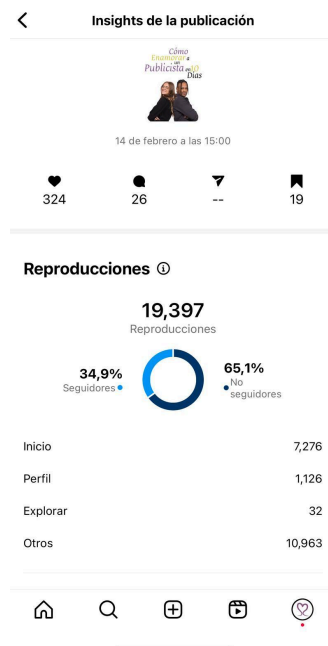 Insights de la publicación
Cómo
Enamorar a
un
Publicista en 10
Días
14 de febrero a las 15:00
324 26 -- 19
Reproducciones
19,397
Reproducciones
34,9%
Seguidores
65,1%
No
seguidores
Inicio 7,276
Perfil 1,126
Explorar 32
Otros 10,963